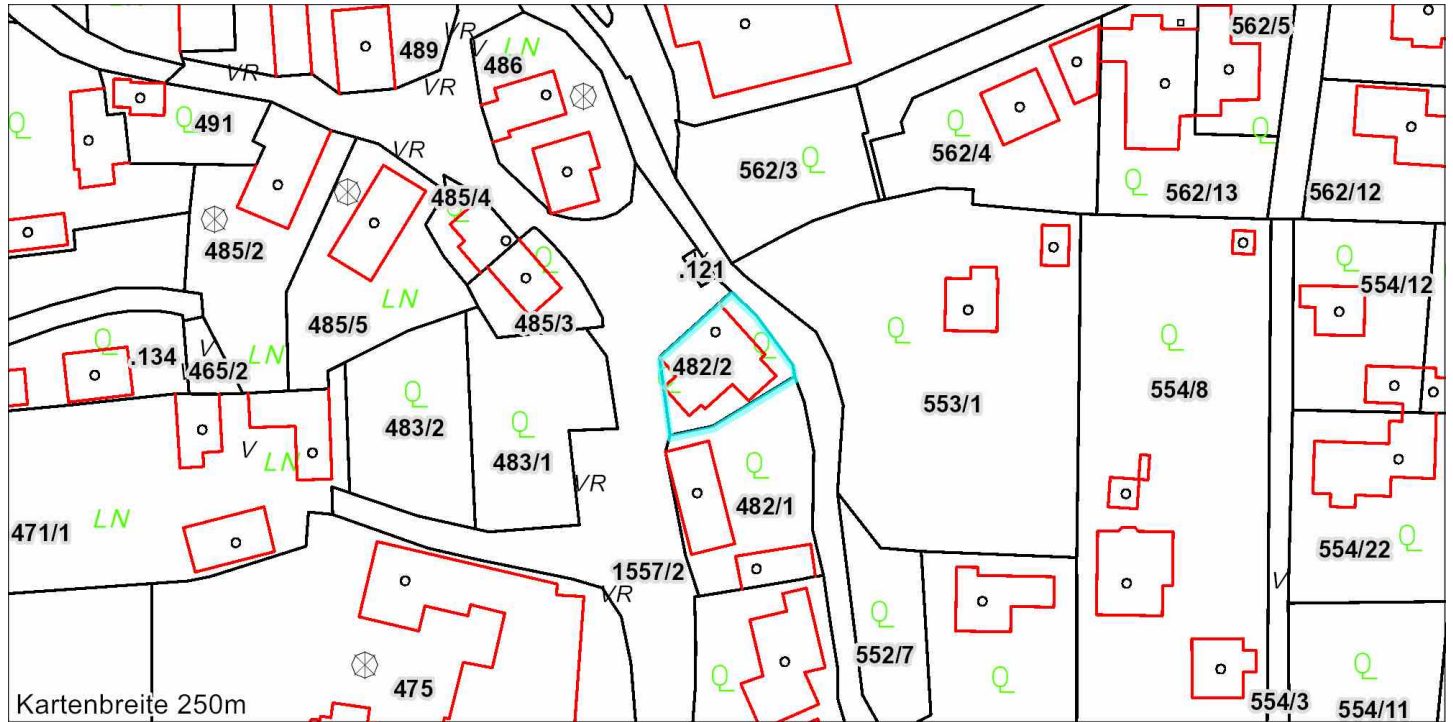 LN
VR
V
LN
562/5
489
486
VR
VR
Q
Q
491
Q
Q
VR
562/3
Q
562/4
Q
562/13
562/12
485/4
Q
485/2
Q
.121
Q
554/12
LN
485/5
485/3
Q
Q
Q
Q
.134
V
465/2
LN
482/2
Q
Q
483/2
553/1
554/8
Q
483/1
V
LN
VR
Q
482/1
471/1
LN
554/22
Q
1557/2
VR
V
Q
552/7
Q
Q
Q
475
Kartenbreite 250m
554/3
554/11